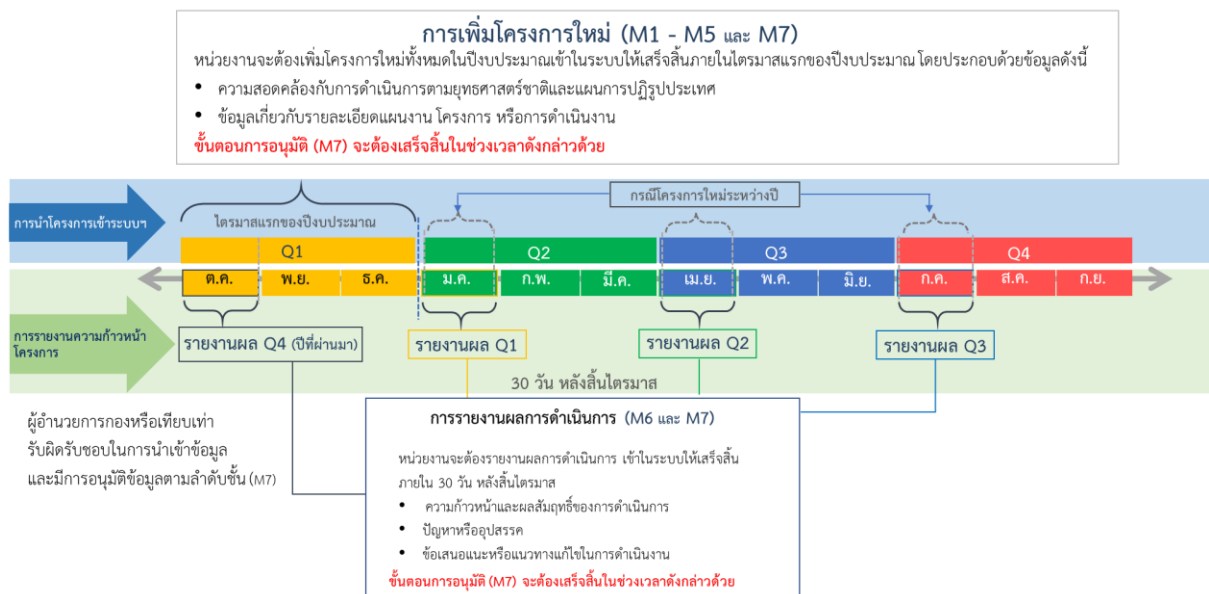 การเพิ่มโครงการใหม่ (M1 - M5 และ M7)
หน่วยงานจะต้องเพิ่มโครงการใหม่ทั้งหมดในปีงบประมาณเข้าในระบบให้เสร็จสิ้นภายในไตรมาสแรกของปีงบประมาณ โดยประกอบด้วยข้อมูลดังนี้
• ความสอดคล้องกับการดำเนินการตามยุทธศาสตร์ชาติและแผนการปฏิรูปประเทศ
• ข้อมูลเกี่ยวกับรายละเอียดแผนงาน โครงการ หรือการดำเนินงาน
ขั้นตอนการอนุมัติ (M7) จะต้องเสร็จสิ้นในช่วงเวลาดังกล่าวด้วย
กรณีโครงการใหม่ระหว่างปี
การนำโครงการเข้าระบบฯ
ไตรมาสแรกของปีงบประมาณ
Q1 Q2 Q3 Q4
ต.ค. พ.ย. ธ.ค. ม.ค. ก.พ. มี.ค. เม.ย. พ.ค. มิ.ย. ก.ค. ส.ค. ก.ย.
การรายงานความก้าวหน้า
โครงการ
รายงานผล Q4 (ปีที่ผ่านมา) รายงานผล Q1 รายงานผล Q2 รายงานผล Q3
30 วัน หลังสิ้นไตรมาส
ผู้อำนวยการกองหรือเทียบเท่า
รับผิดรับชอบในการนำเข้าข้อมูล
และมีการอนุมัติข้อมูลตามลำดับชั้น (M7)
การรายงานผลการดำเนินการ (M6 และ M7)
หน่วยงานจะต้องรายงานผลการดำเนินการ เข้าในระบบให้เสร็จสิ้น
ภายใน 30 วัน หลังสิ้นไตรมาส
• ความก้าวหน้าและผลสัมฤทธิ์ของการดำเนินการ
• ปัญหาหรืออุปสรรค
• ข้อเสนอแนะหรือแนวทางแก้ไขในการดำเนินงาน
ขั้นตอนการอนุมัติ (M7) จะต้องเสร็จสิ้นในช่วงเวลาดังกล่าวด้วย